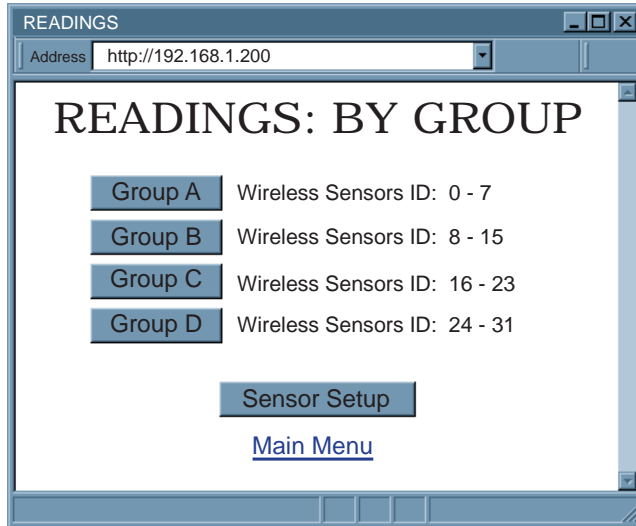 READINGS
Address http://192.168.1.200
READINGS: BY GROUP
Group A Wireless Sensors ID: 0 - 7
Group B Wireless Sensors ID: 8 - 15
Group C Wireless Sensors ID: 16 - 23
Group D Wireless Sensors ID: 24 - 31
Sensor Setup
Main Menu